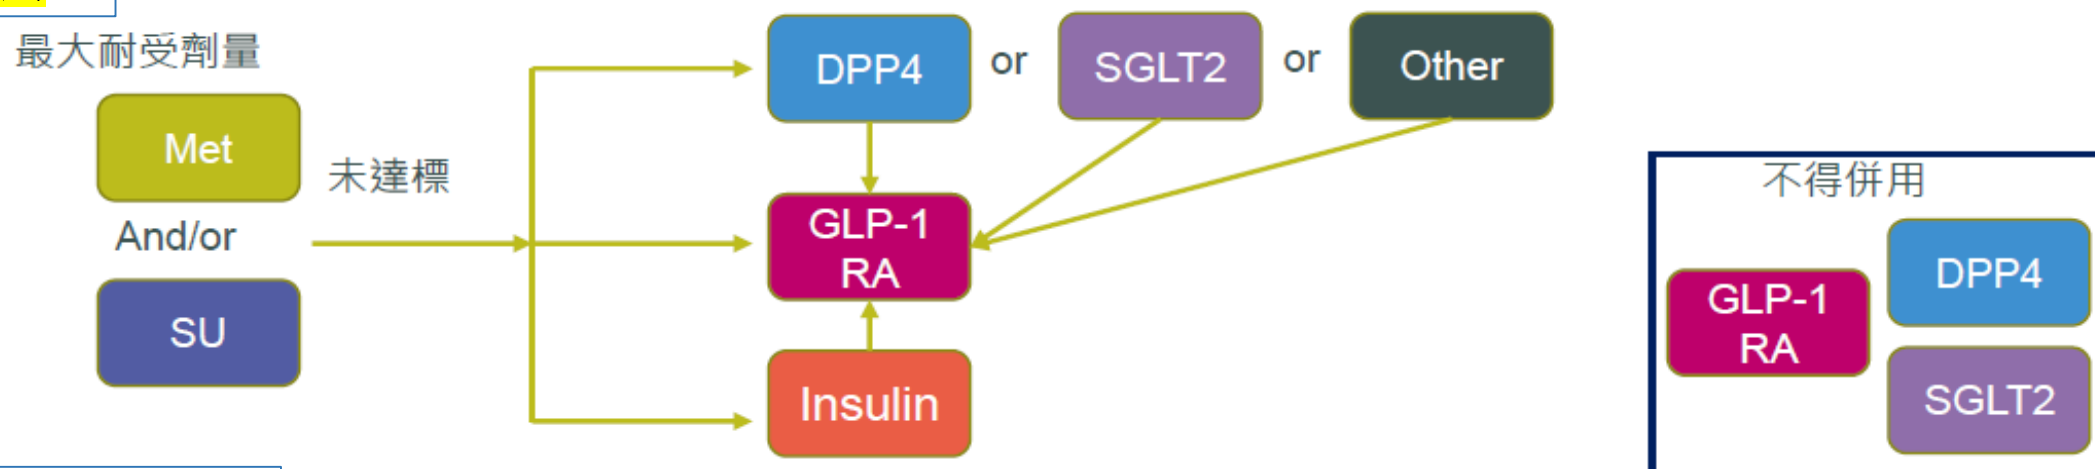 最大耐受劑量
Met
And/or
SU
未達標
DPP4 or SGLT2 or Other
GLP-1
RA
Insulin
不得併用
GLP-1
RA
DPP4
SGLT2